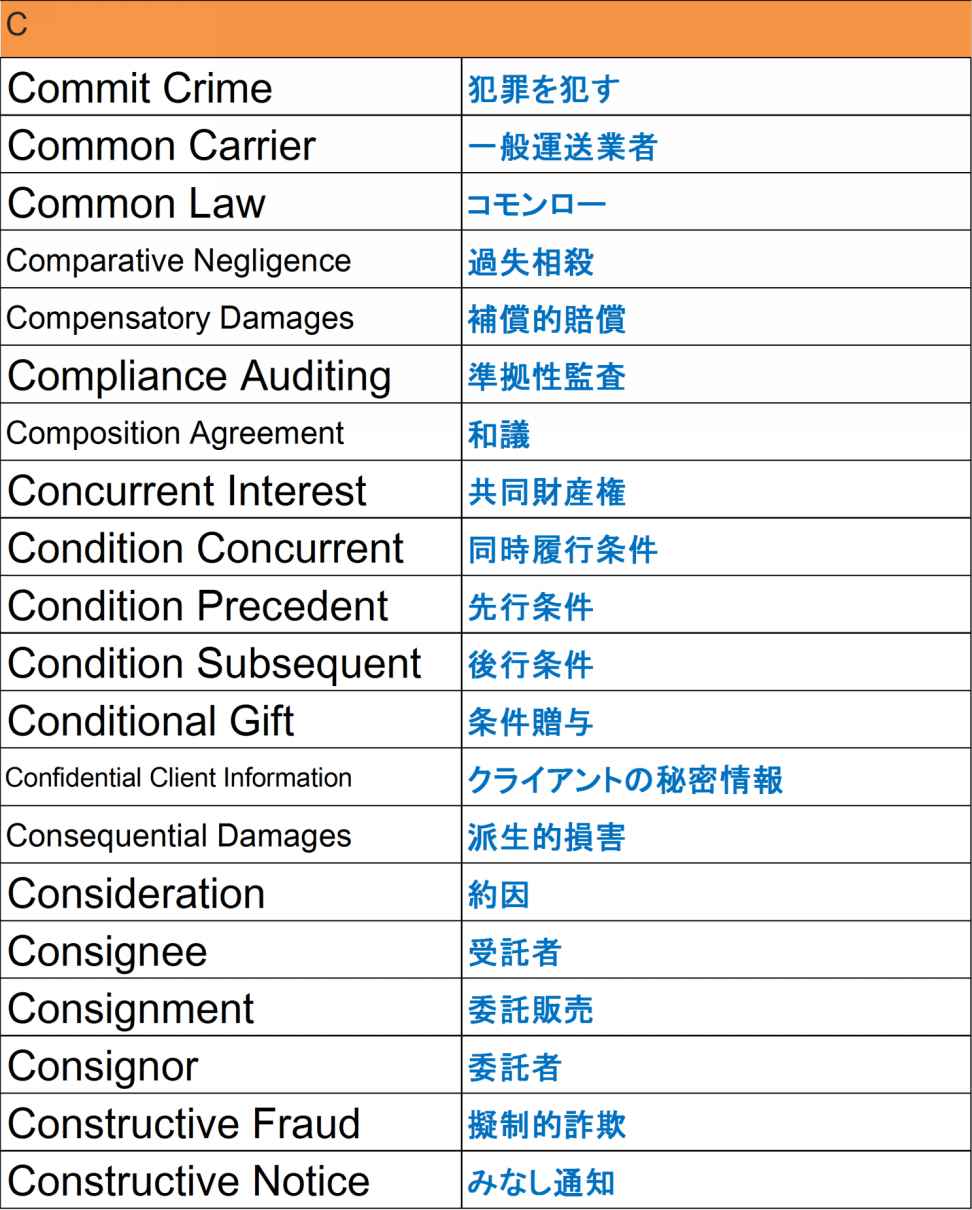 C
Commit Crime 犯罪を犯す
Common Carrier 一般運送業者
Common Law コモンロー
Comparative Negligence 過失相殺
Compensatory Damages 補償的賠償
Compliance Auditing 準拠性監査
Composition Agreement 和議
Concurrent Interest 共同財産権
Condition Concurrent 同時履行条件
Condition Precedent 先行条件
Condition Subsequent 後行条件
Conditional Gift 条件贈与
Confidential Client Information クライアントの秘密情報
Consequential Damages 派生的損害
Consideration 約因
Consignee 受託者
Consignment 委託販売
Consignor 委託者
Constructive Fraud 擬制的詐欺
Constructive Notice みなし通知